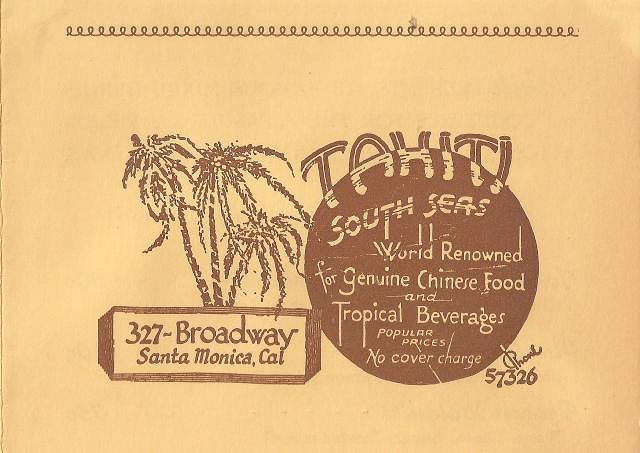 TAHITI
SOUTH SEAS
World Renowned
for Genuine Chinese Food
and
Tropical Beverages
POPULAR
PRICES
No cover charge
Phone
57326
327-Broadway
Santa Monica, Cal